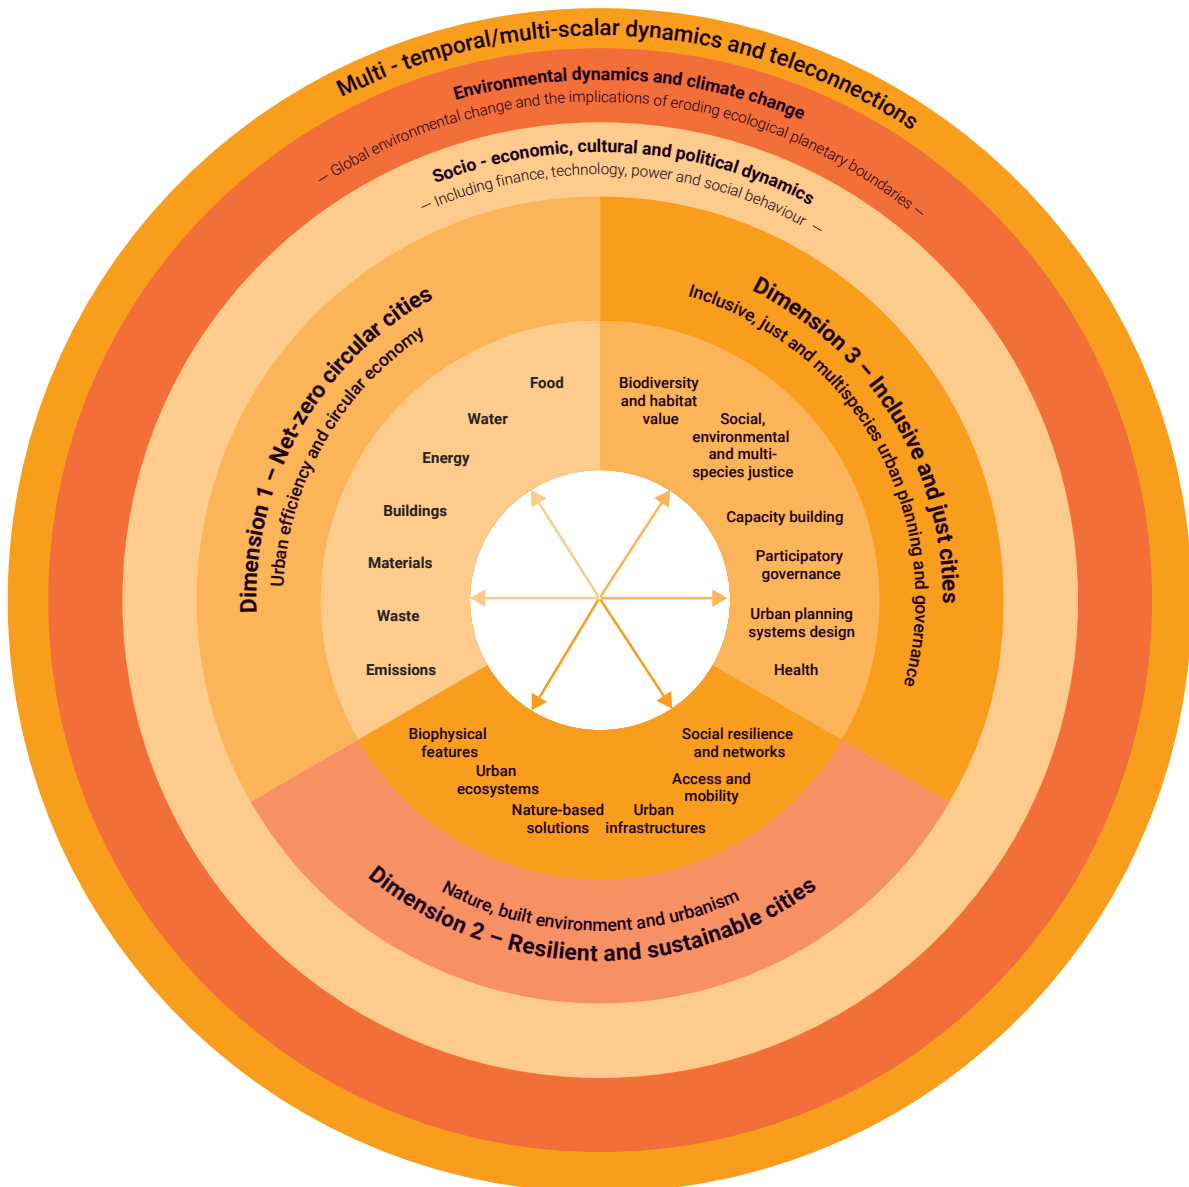 Multi - temporal/multi-scalar dynamics and teleconnections
Environmental dynamics and climate change
— Global environmental change and the implications of eroding ecological planetary boundaries —
Socio - economic, cultural and political dynamics
— Including finance, technology, power and social behaviour —
Dimension 1 – Net-zero circular cities
Urban efficiency and circular economy
Food
Water
Energy
Buildings
Materials
Waste
Emissions
Dimension 3 – Inclusive and just cities
Inclusive, just and multispecies urban planning and governance
Biodiversity
and habitat
value
Social,
environmental
and multi-
species justice
Capacity building
Participatory
governance
Urban planning
systems design
Health
Biophysical
features
Urban
ecosystems
Nature-based
solutions
Urban
infrastructures
Access and
mobility
Social resilience
and networks
Nature, built environment and urbanism
Dimension 2 – Resilient and sustainable cities